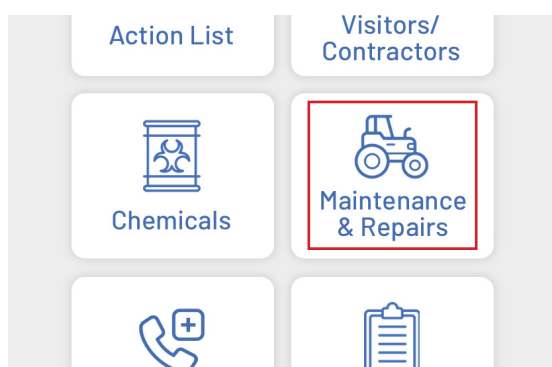 Action List
Visitors/
Contractors
Chemicals
Maintenance
& Repairs